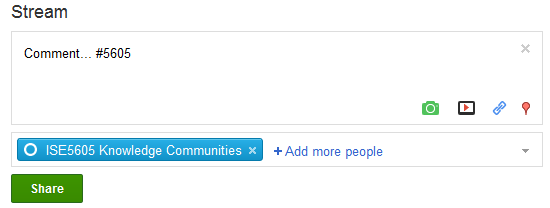 Stream
Comment... #5605
ISE5605 Knowledge Communities × + Add more people
Share